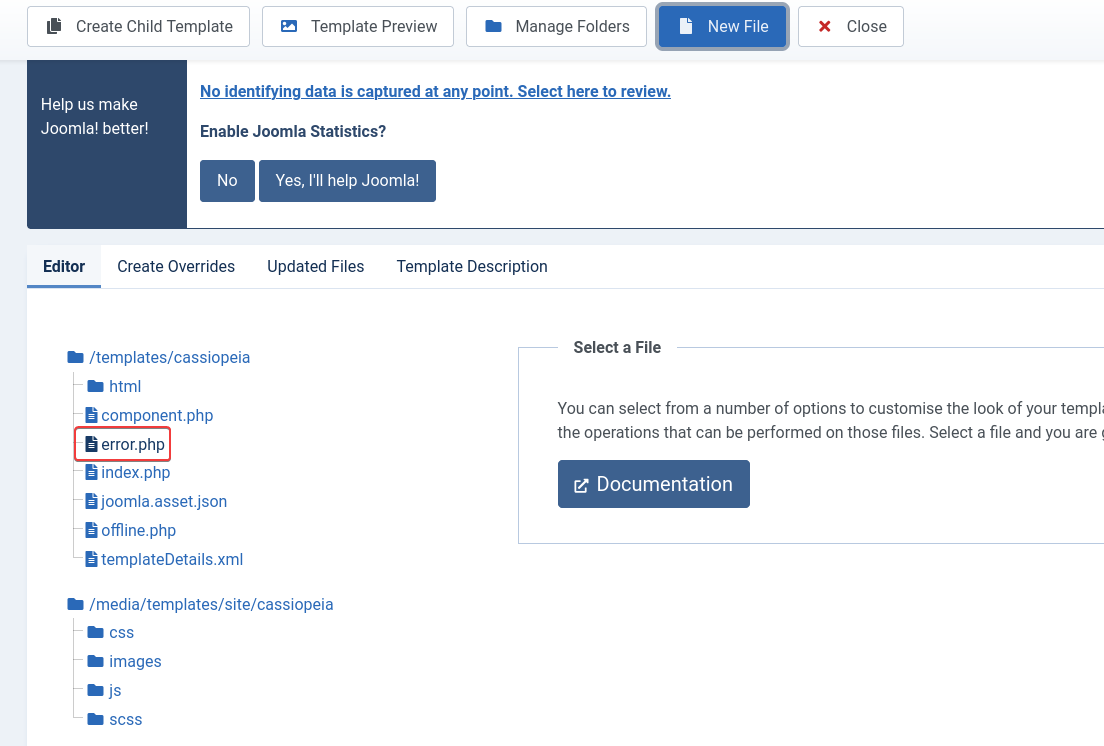 Create Child Template Template Preview Manage Folders New File Close
Help us make
Joomla! better!
No identifying data is captured at any point. Select here to review.
Enable Joomla Statistics?
No Yes, I'll help Joomla!
Editor Create Overrides Updated Files Template Description
/templates/cassiopeia
html
component.php
error.php
index.php
joomla.asset.json
offline.php
templateDetails.xml
/media/templates/site/cassiopeia
css
images
js
scss
Select a File
You can select from a number of options to customise the look of your
the operations that can be performed on those files. Select a file and you are
Documentation